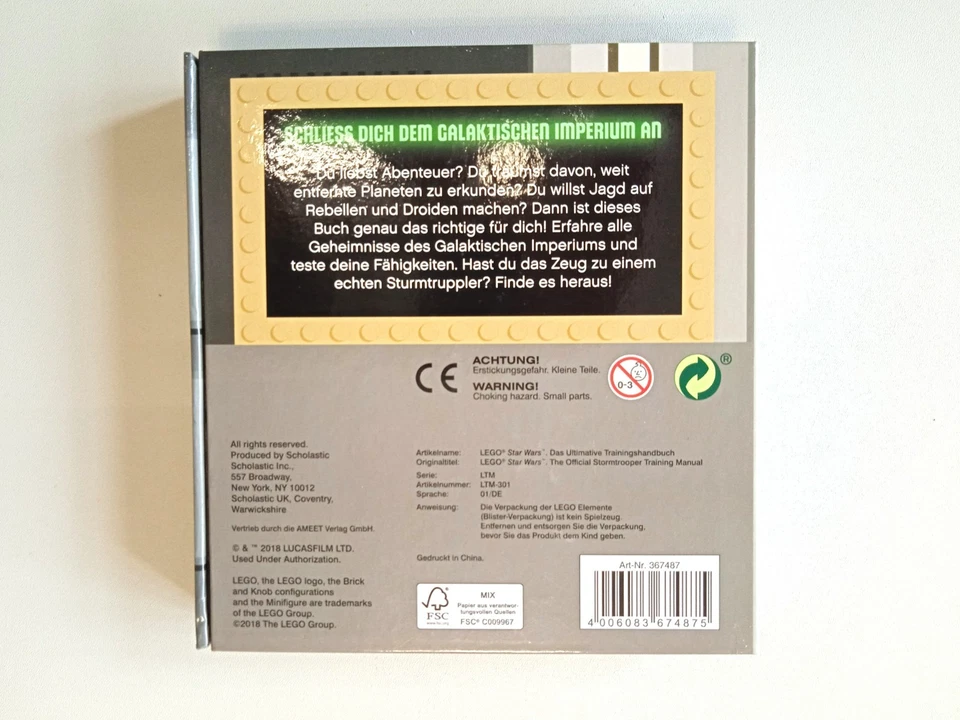 SCHLIESS DICH DEM GALAKTISCHEN IMPERIUM AN
Du liebst Abenteuer? Du träumst davon, weit
entfernte Planeten zu erkunden? Du willst Jagd auf
Rebellen und Droiden machen? Dann ist dieses
Buch genau das richtige für dich! Erfahre alle
Geheimnisse des Galaktischen Imperiums und
teste deine Fähigkeiten. Hast du das Zeug zu einem
echten Sturmtruppler? Finde es heraus!
CE
ACHTUNG!
Erstickungsgefahr. Kleine Teile.
WARNING!
Choking hazard. Small parts.
0-3
®
All rights reserved.
Produced by Scholastic
Scholastic Inc.,
557 Broadway,
New York, NY 10012
Scholastic UK, Coventry,
Warwickshire
Vertrieb durch die AMEET Verlag GmbH.
© & ™ 2018 LUCASFILM LTD.
Used Under Authorization.
LEGO, the LEGO logo, the Brick
and Knob configurations
and the Minifigure are trademarks
of the LEGO Group.
©2018 The LEGO Group.
Artikelname: LEGO® Star Wars™. Das Ultimative Trainingshandbuch
Originaltitel: LEGO® Star Wars™. The Official Stormtrooper Training Manual
Serie: LTM
Artikelnummer: LTM-301
Sprache: 01/DE
Anweisung: Die Verpackung der LEGO Elemente
(Blister-Verpackung) ist kein Spielzeug.
Entfernen und entsorgen Sie die Verpackung,
bevor Sie das Produkt dem Kind geben.
Gedruckt in China.
FSC
www.fsc.org
MIX
Papier aus verantwor-
tungsvollen Quellen
FSC® C009967
Art-Nr. 367487
4 006083 674875